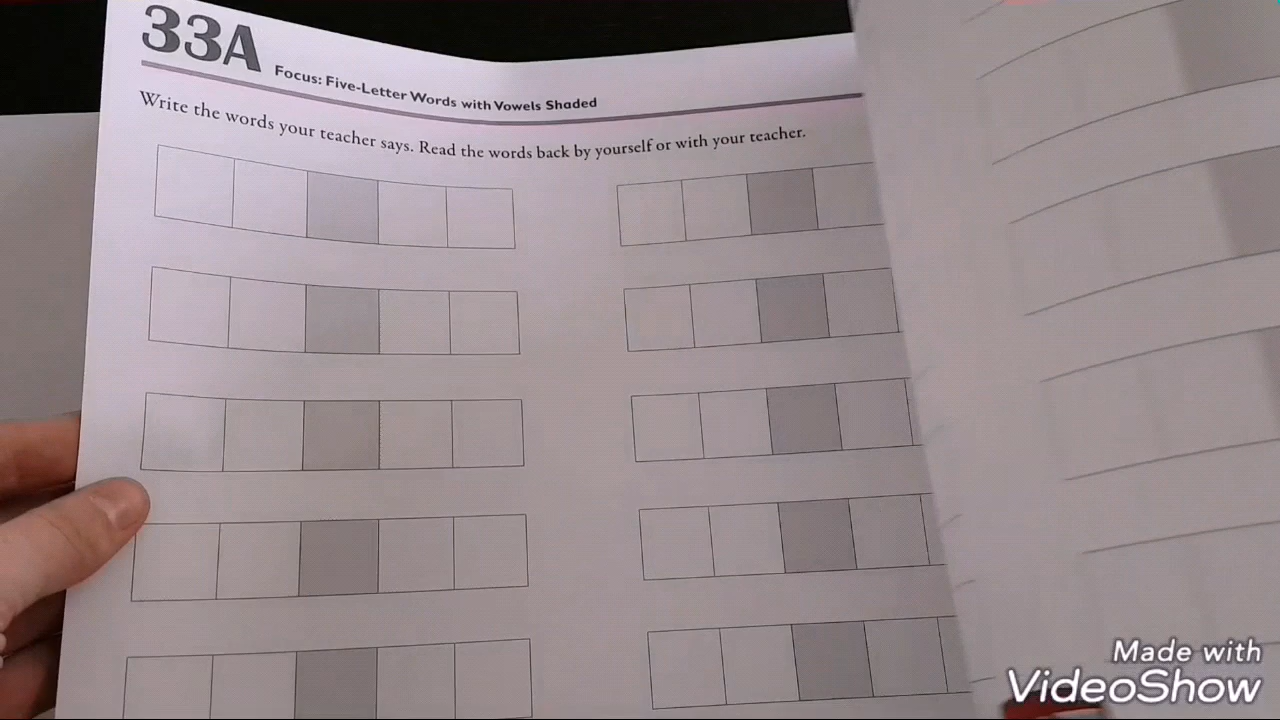 33A
Focus: Five-Letter Words with Vowels Shaded
Write the words your teacher says. Read the words back by yourself or with your teacher.
Made with
VideoShow